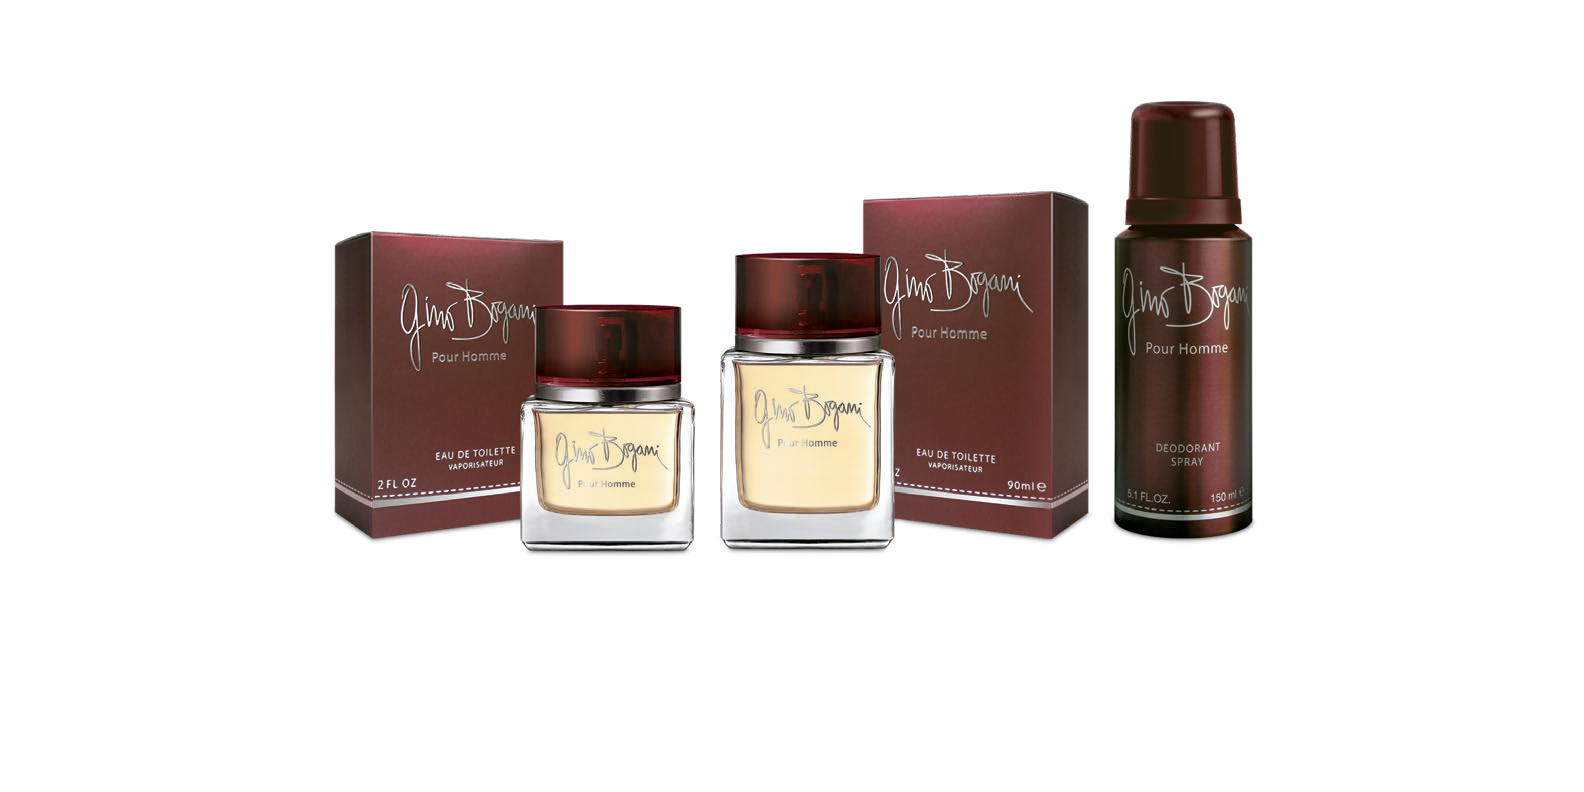 Gino Bogani
Pour Homme
EAU DE TOILETTE
VAPORISATEUR
2 FL OZ
Gino Bogani
Pour Homme
Gino Bogani
Pour Homme
Gino Bogani
Pour Homme
EAU DE TOILETTE
VAPORISATEUR
Z
90ml e
Gino Bogani
Pour Homme
DEODORANT
SPRAY
5.1 FL.OZ. 150 ml e